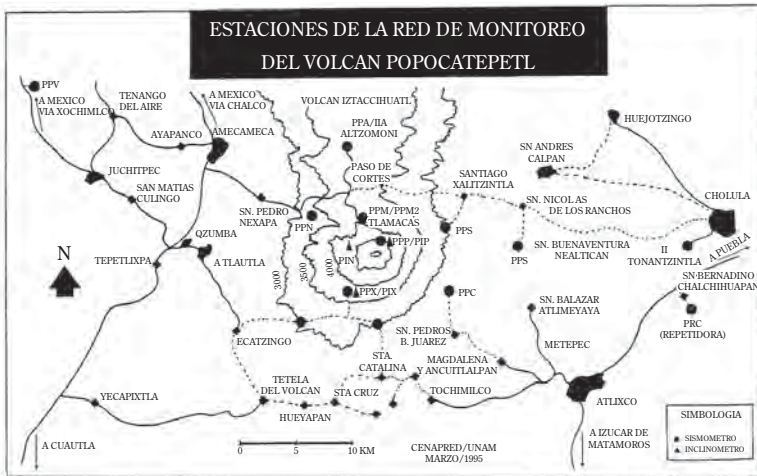 ESTACIONES DE LA RED DE MONITOREO
DEL VOLCAN POPOCATEPETL
PPV
A MEXICO
VIA XOCHIMLCO
TENANGO
DEL AIRE
A MEXICO
VIA CHALCO
AYAPANCO
AMECAMECA
VOLCAN IZTACCIHUATL
PPA/IIA
ALTZOMONI
PASO DE
CORTES
HUEJOTZINGO
SN ANDRES
CALPAN
JUCHITPEC
SAN MATIAS
CULINGO
SN. PEDRO
NEXAPA
SANTIAGO
XALITZINTLA
SN. NICOLAS
DE LOS RANCHOS
CHOLULA
PPN
PPM/PPM2
TLAMACAS
PPP/PIP
PIN
PPS
PPS
SN. BUENAVENTURA
NEALTICAN
II
TONANTZINTLA
A PUEBLA
N
QZUMBA
TEPETLIXPA
A TLAUTLA
3000
3500
4000
PPX/PIX
PPC
SN·BERNADINO
CHALCHIHUAPAN
PRC
(REPETIDORA)
SN. BALAZAR
ATLIMEYAYA
ECATZINGO
SN. PEDROS
B. JUAREZ
METEPEC
STA.
CATALINA
MAGDALENA
Y ANCUITLALPAN
TETELA
DEL VOLCAN
STA CRUZ
TOCHIMILCO
YECAPIXTLA
HUEYAPAN
ATLIXCO
SIMBOLOGIA
SISMOMETRO
INCLINOMETRO
A CUAUTLA
0 5 10 KM
CENAPRED/UNAM
MARZO/1995
A IZUCAR DE
MATAMOROS